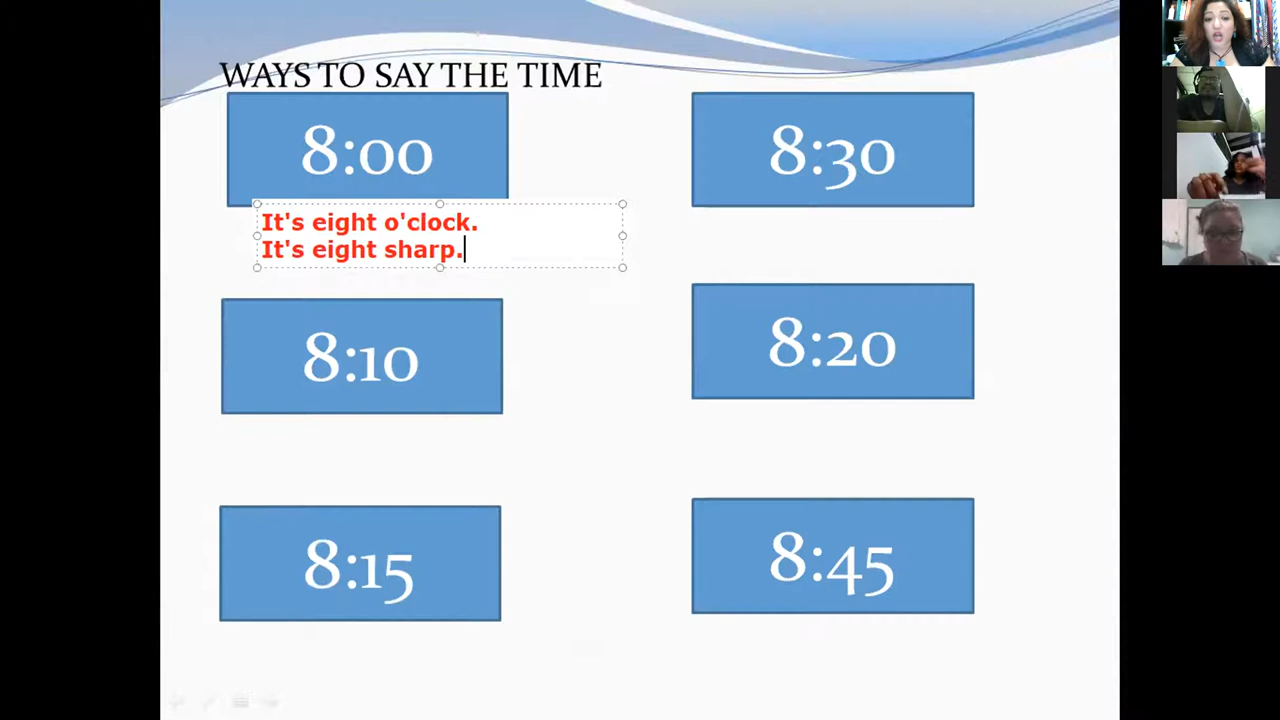 WAYS TO SAY THE TIME
8:00
8:30
It's eight o'clock.
It's eight sharp.
8:10
8:20
8:15
8:45